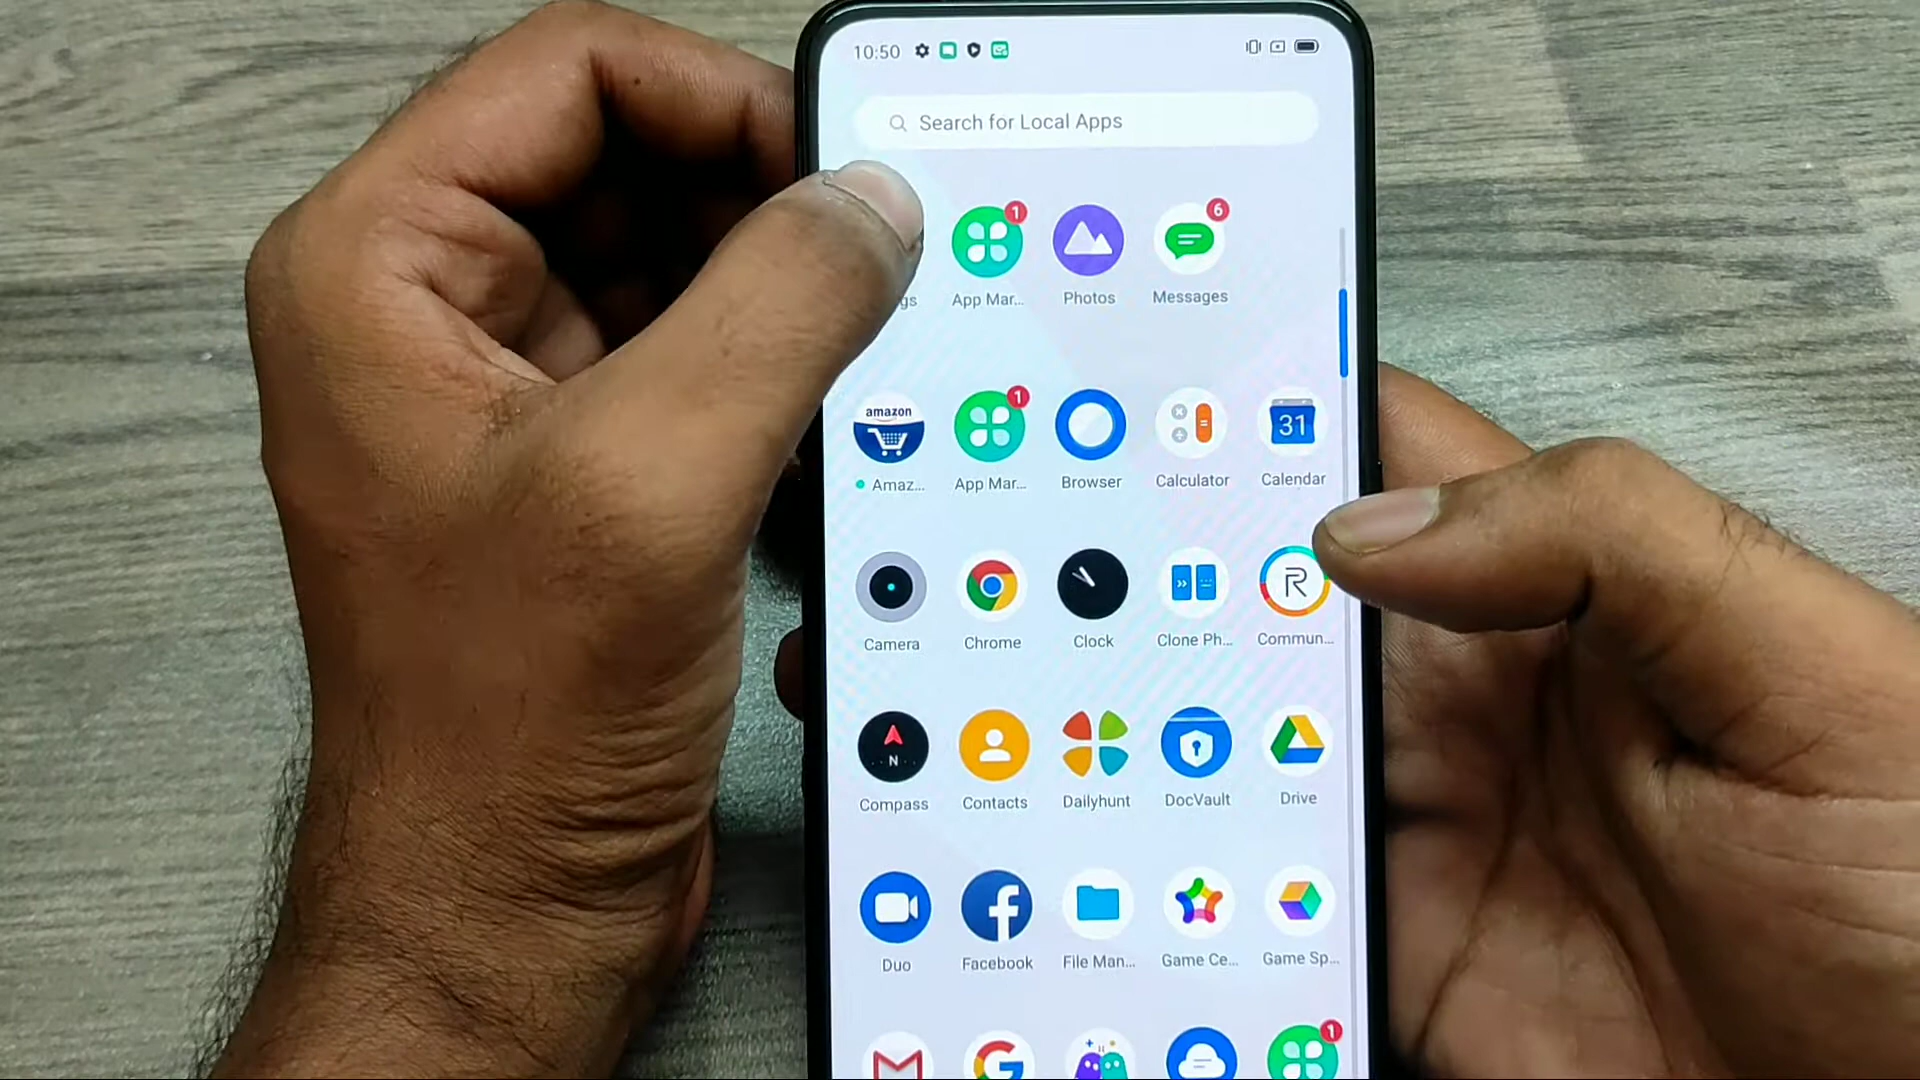 10:50
Search for Local Apps
1
6
gs
App Mar...
Photos
Messages
amazon
1
31
Amaz...
App Mar...
Browser
Calculator
Calendar
R
Camera
Chrome
Clock
Clone Ph...
Commun...
N
Compass
Contacts
Dailyhunt
DocVault
Drive
f
Duo
Facebook
File Man...
Game Ce...
Game Sp...
1